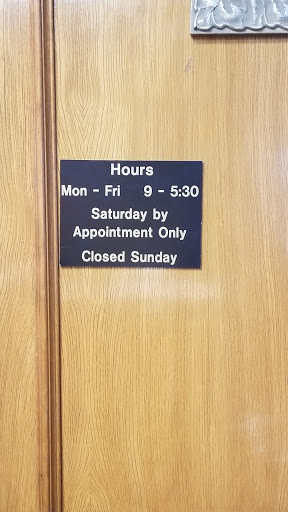 Hours
Mon - Fri 9 - 5:30
Saturday by
Appointment Only
Closed Sunday